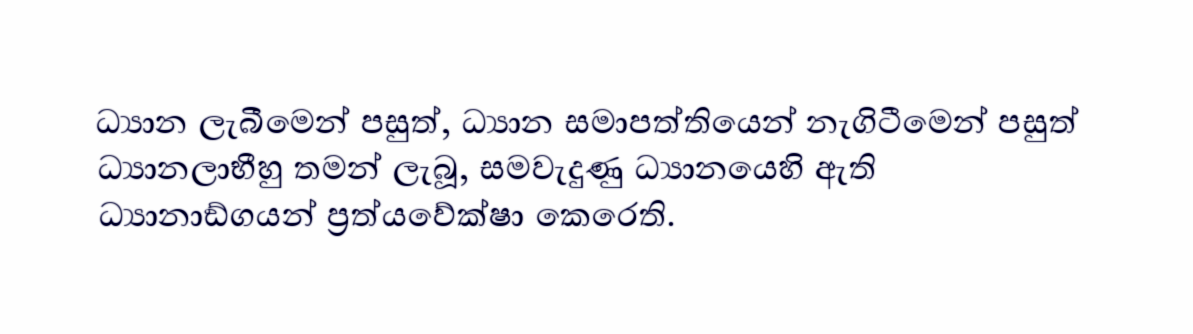 ධ්‍යාන ලැබීමෙන් පසුත්, ධ්‍යාන සමාපත්තියෙන් නැගිටීමෙන් පසුත්
ධ්‍යානලාභීහු තමන් ලැබූ, සමවැදුණු ධ්‍යානයෙහි ඇති
ධ්‍යානාඞ්ගයන් ප්‍රත්යවේක්ෂා කෙරෙති.